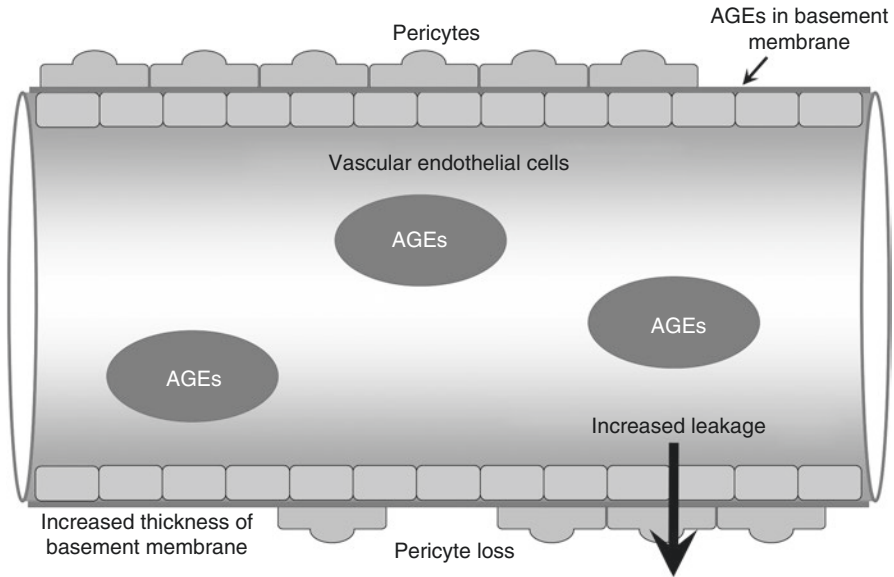 Pericytes
AGEs in basement
membrane
Vascular endothelial cells
AGEs
AGEs
AGEs
Increased leakage
Increased thickness of
basement membrane
Pericyte loss